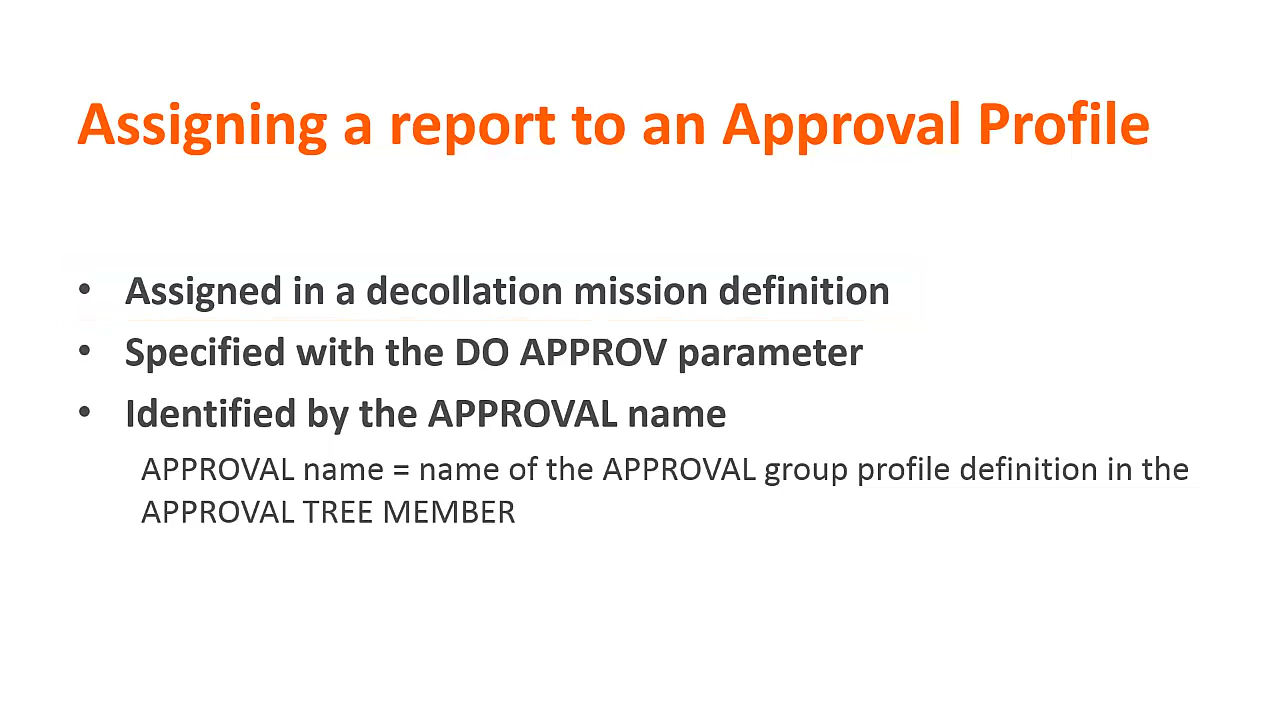 Assigning a report to an Approval Profile
• Assigned in a decollation mission definition
• Specified with the DO APPROV parameter
• Identified by the APPROVAL name
APPROVAL name = name of the APPROVAL group profile definition in the
APPROVAL TREE MEMBER